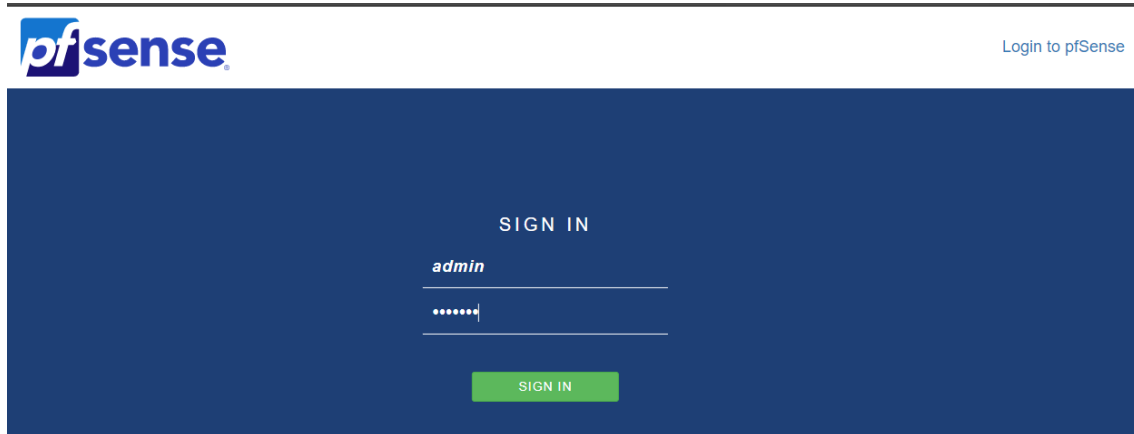 pfsense®
Login to pfSense
SIGN IN
admin
•••••••
SIGN IN